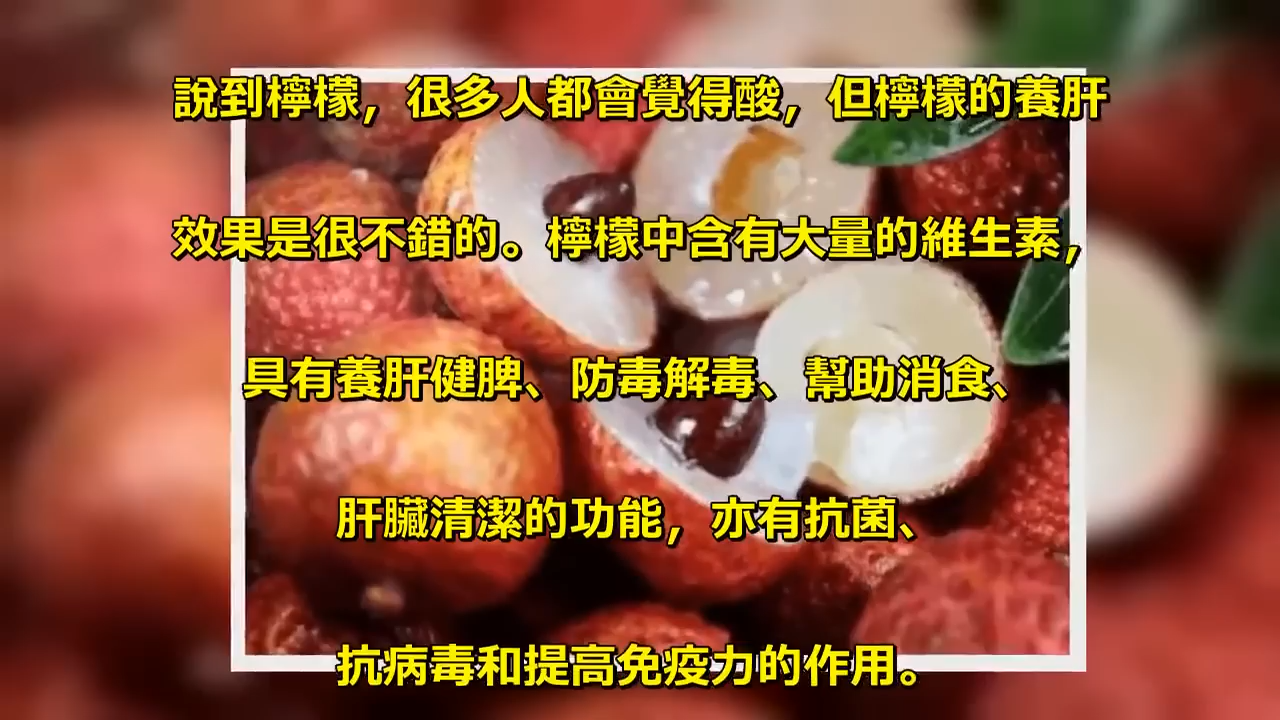 說到檸檬，很多人都會覺得酸，但檸檬的養肝
效果是很不錯的。檸檬中含有大量的維生素，
具有養肝健脾、防毒解毒、幫助消食、
肝臟清潔的功能，亦有抗菌、
抗病毒和提高免疫力的作用。